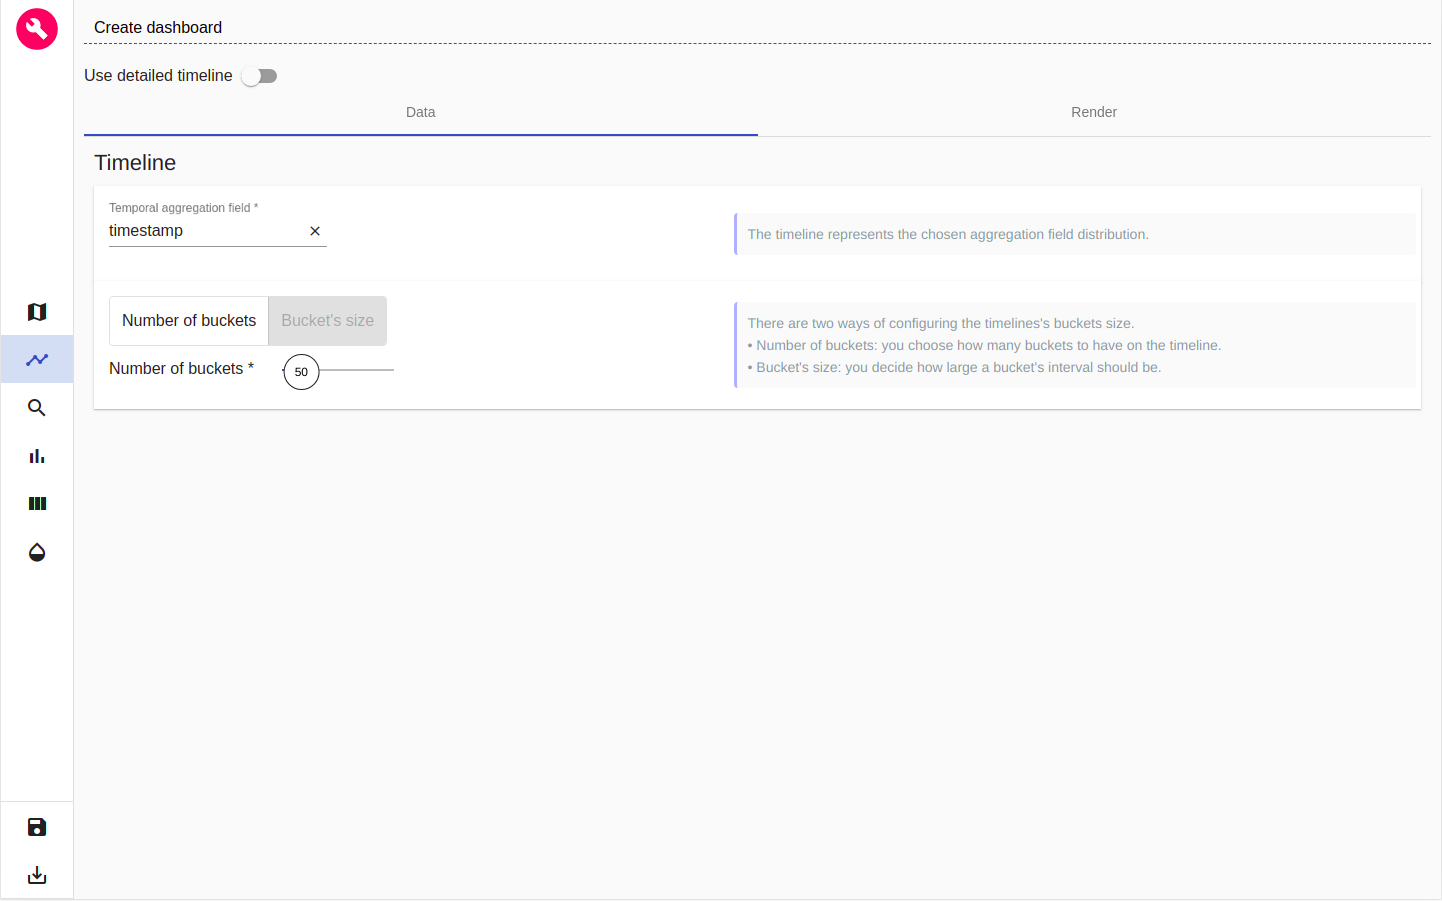 Create dashboard
Use detailed timeline
Data
Render
Timeline
Temporal aggregation field *
timestamp
The timeline represents the chosen aggregation field distribution.
Number of buckets
Bucket's size
There are two ways of configuring the timelines's buckets size.
• Number of buckets: you choose how many buckets to have on the timeline.
• Bucket's size: you decide how large a bucket's interval should be.
Number of buckets *
50